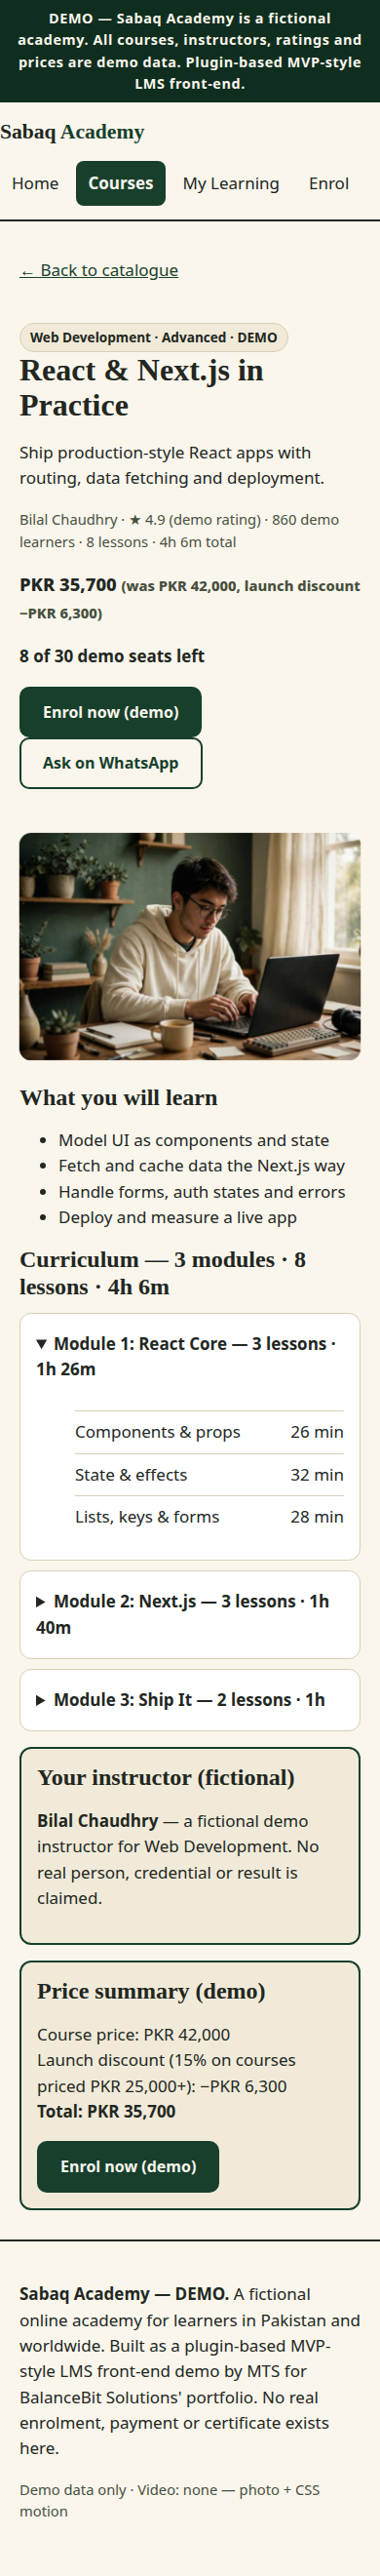 DEMO — Sabaq Academy is a fictional
academy. All courses, instructors, ratings and
prices are demo data. Plugin-based MVP-style
LMS front-end.
Sabaq Academy
Home Courses My Learning Enrol
← Back to catalogue
Web Development · Advanced · DEMO
React & Next.js in
Practice
Ship production-style React apps with
routing, data fetching and deployment.
Bilal Chaudhry · ★ 4.9 (demo rating) · 860 demo
learners · 8 lessons · 4h 6m total
PKR 35,700 (was PKR 42,000, launch discount
−PKR 6,300)
8 of 30 demo seats left
Enrol now (demo)
Ask on WhatsApp
What you will learn
• Model UI as components and state
• Fetch and cache data the Next.js way
• Handle forms, auth states and errors
• Deploy and measure a live app
Curriculum — 3 modules · 8
lessons · 4h 6m
▼ Module 1: React Core — 3 lessons ·
1h 26m
Components & props 26 min
State & effects 32 min
Lists, keys & forms 28 min
▶ Module 2: Next.js — 3 lessons · 1h
40m
▶ Module 3: Ship It — 2 lessons · 1h
Your instructor (fictional)
Bilal Chaudhry — a fictional demo
instructor for Web Development. No
real person, credential or result is
claimed.
Price summary (demo)
Course price: PKR 42,000
Launch discount (15% on courses
priced PKR 25,000+): −PKR 6,300
Total: PKR 35,700
Enrol now (demo)
Sabaq Academy — DEMO. A fictional
online academy for learners in Pakistan and
worldwide. Built as a plugin-based MVP-
style LMS front-end demo by MTS for
BalanceBit Solutions' portfolio. No real
enrolment, payment or certificate exists
here.
Demo data only · Video: none — photo + CSS
motion